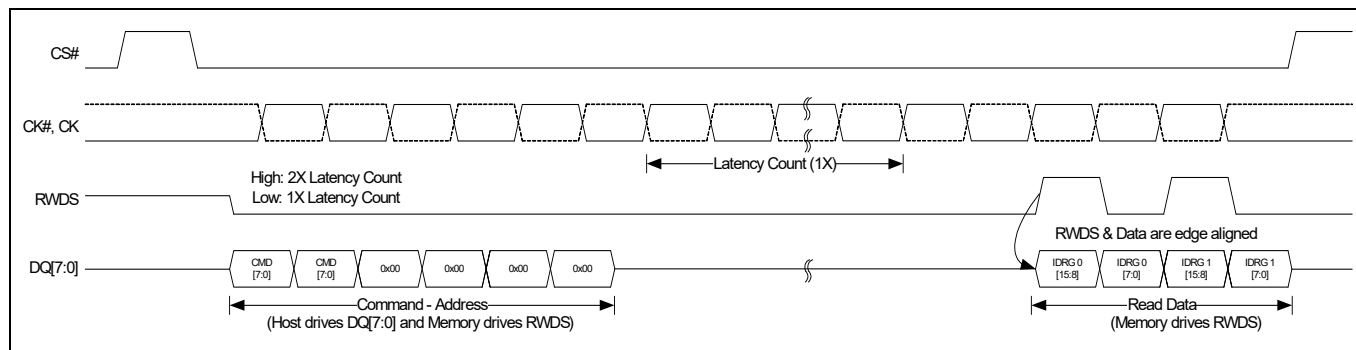 CS#
CK#, CK
Latency Count (1X)
High: 2X Latency Count
Low: 1X Latency Count
RWDS
RWDS & Data are edge aligned
DQ[7:0]
CMD
[7:0]
CMD
[7:0]
0x00
0x00
0x00
0x00
IDRG 0
[15:8]
IDRG 0
[7:0]
IDRG 1
[15:8]
IDRG 1
[7:0]
Command - Address
(Host drives DQ[7:0] and Memory drives RWDS)
Read Data
(Memory drives RWDS)